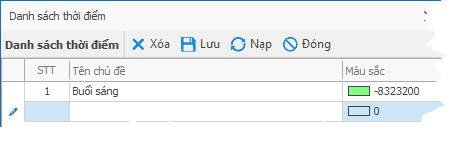 Danh sách thời điểm
Danh sách thời điểm Xóa Lưu Nạp Đóng
STT Tên chủ đề Màu sắc
1 Buổi sáng -8323200
0